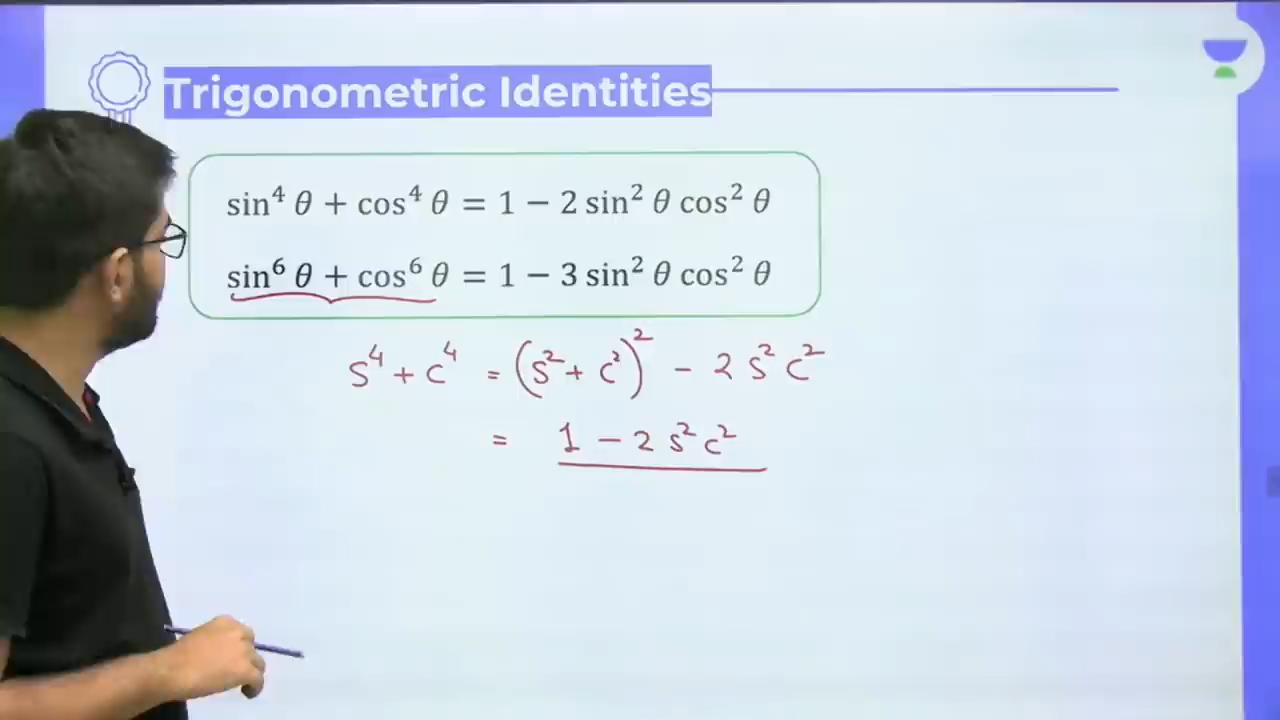 Trigonometric Identities
sin⁴ θ + cos⁴ θ = 1 − 2 sin² θ cos² θ
sin⁶ θ + cos⁶ θ = 1 − 3 sin² θ cos² θ
S⁴ + C⁴ = (S² + C²)² − 2 S² C²
= 1 − 2 S² C²